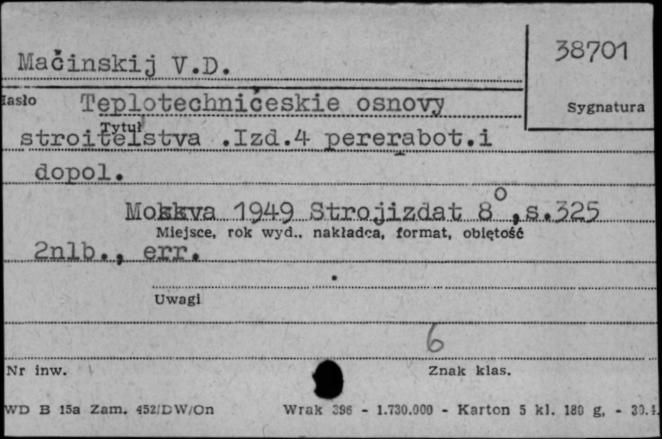 38701
Mačinskij V.D.
Hasło Teplotechničeskie osnovy
Sygnatura
Tytuł
stroitelstva .Izd.4 pererabot.i
dopol.
Moskva 1949 Strojizdat 8°,s.325
Miejsce, rok wyd., nakładca, format, objętość
2nlb., err.
Uwagi
6
Nr inw. Znak klas.
WD B 15a Zam. 452/DW/On Wrak 396 - 1.730.000 - Karton 5 kl. 180 g, - 30.4.